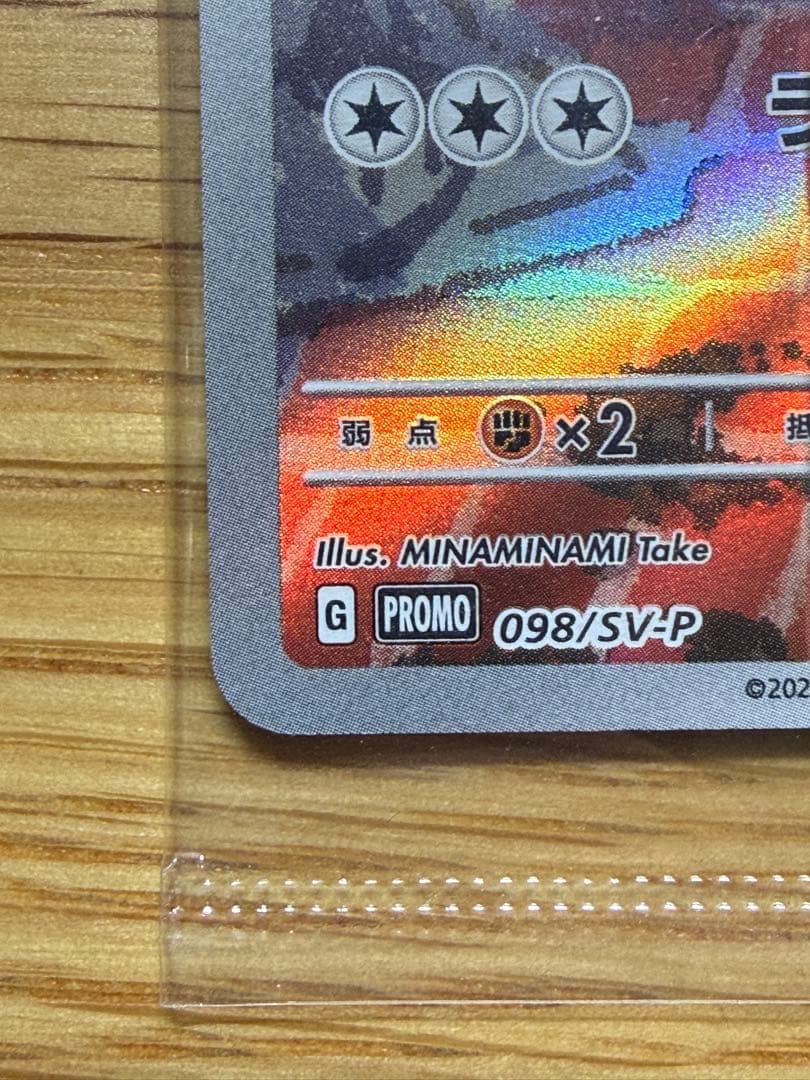 弱点 ×2
Illus. MINAMINAMI Take
G PROMO 098/SV-P
©202